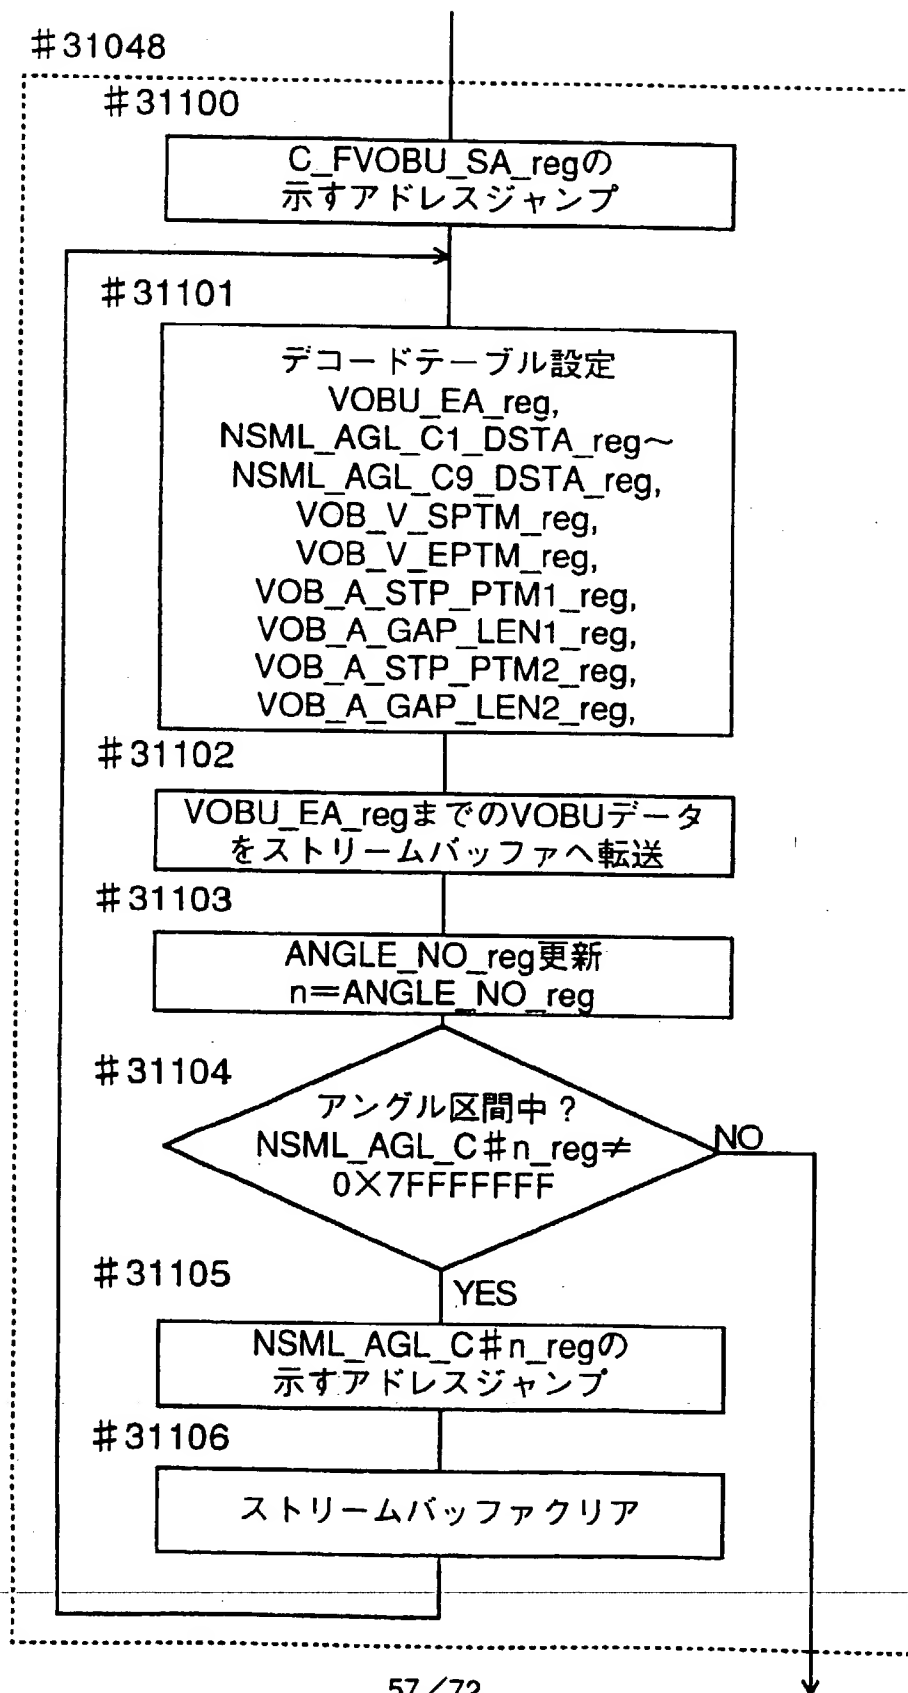 #31048
#31100
C_FVOBU_SA_regの
示すアドレスジャンプ
#31101
デコードテーブル設定
VOBU_EA_reg,
NSML_AGL_C1_DSTA_reg~
NSML_AGL_C9_DSTA_reg,
VOB_V_SPTM_reg,
VOB_V_EPTM_reg,
VOB_A_STP_PTM1_reg,
VOB_A_GAP_LEN1_reg,
VOB_A_STP_PTM2_reg,
VOB_A_GAP_LEN2_reg,
#31102
VOBU_EA_regまでのVOBUデータ
をストリームバッファへ転送
#31103
ANGLE_NO_reg更新
n=ANGLE_NO_reg
#31104
アングル区間中?
NSML_AGL_C#n_reg≠
0×7FFFFFFF
NO
#31105
YES
NSML_AGL_C#n_regの
示すアドレスジャンプ
#31106
ストリームバッファクリア
57/72